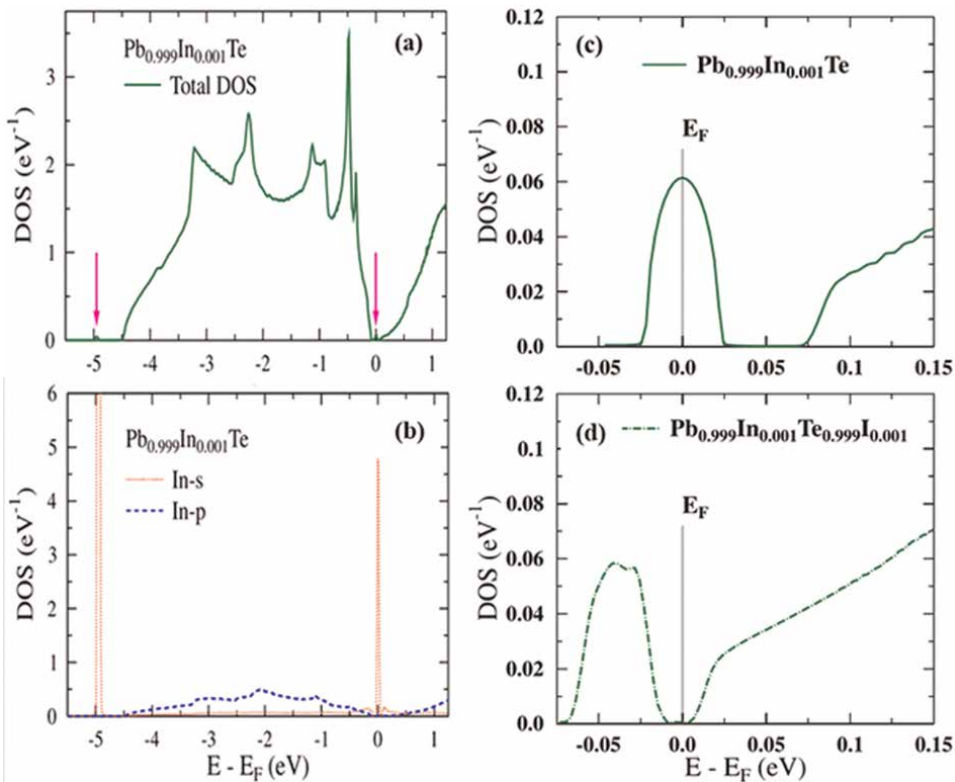 (a)
Pb0.999In0.001Te
Total DOS
DOS (eV-1)
3
2
1
0
-5 -4 -3 -2 -1 0 1
(b)
Pb0.999In0.001Te
In-s
In-p
DOS (eV-1)
6
5
4
3
2
1
0
-5 -4 -3 -2 -1 0 1
E - EF (eV)
(c)
Pb0.999In0.001Te
EF
DOS (eV-1)
0.12
0.10
0.08
0.06
0.04
0.02
0.0
-0.05 0.0 0.05 0.10 0.15
(d)
Pb0.999In0.001Te0.999I0.001
EF
DOS (eV-1)
0.12
0.10
0.08
0.06
0.04
0.02
0.0
-0.05 0.0 0.05 0.10 0.15
E - EF (eV)